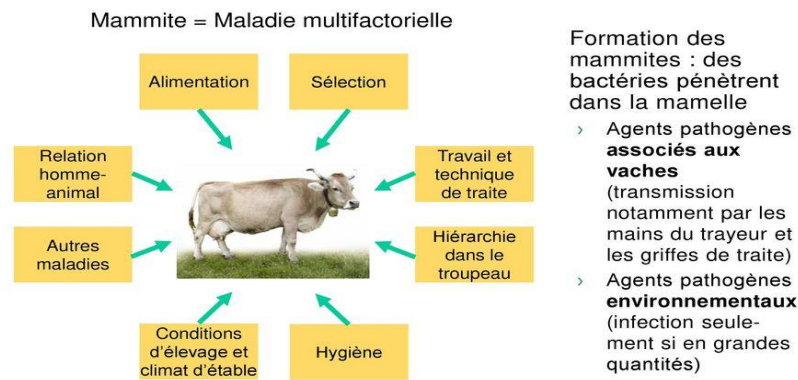 Mammite = Maladie multifactorielle
Alimentation
Sélection
Relation
homme-
animal
Travail et
technique
de traite
Autres
maladies
Hiérarchie
dans le
troupeau
Conditions
d'élevage et
climat d'étable
Hygiène
Formation des
mammites : des
bactéries pénètrent
dans la mamelle
› Agents pathogènes
associés aux
vaches
(transmission
notamment par les
mains du trayeur et
les griffes de traite)
› Agents pathogènes
environnementaux
(infection seule-
ment si en grandes
quantités)